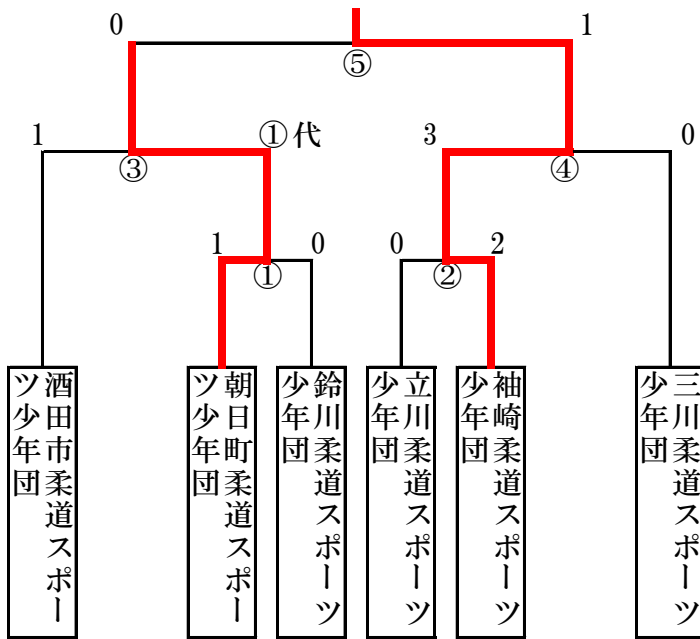 0
1
⑤
1
①代
3
0
③
④
1
0
0
2
①
②
酒田市柔道スポー
ツ少年団
朝日町柔道スポー
ツ少年団
鈴川柔道スポーツ
少年団
立川柔道スポーツ
少年団
袖崎柔道スポーツ
少年団
三川柔道スポーツ
少年団